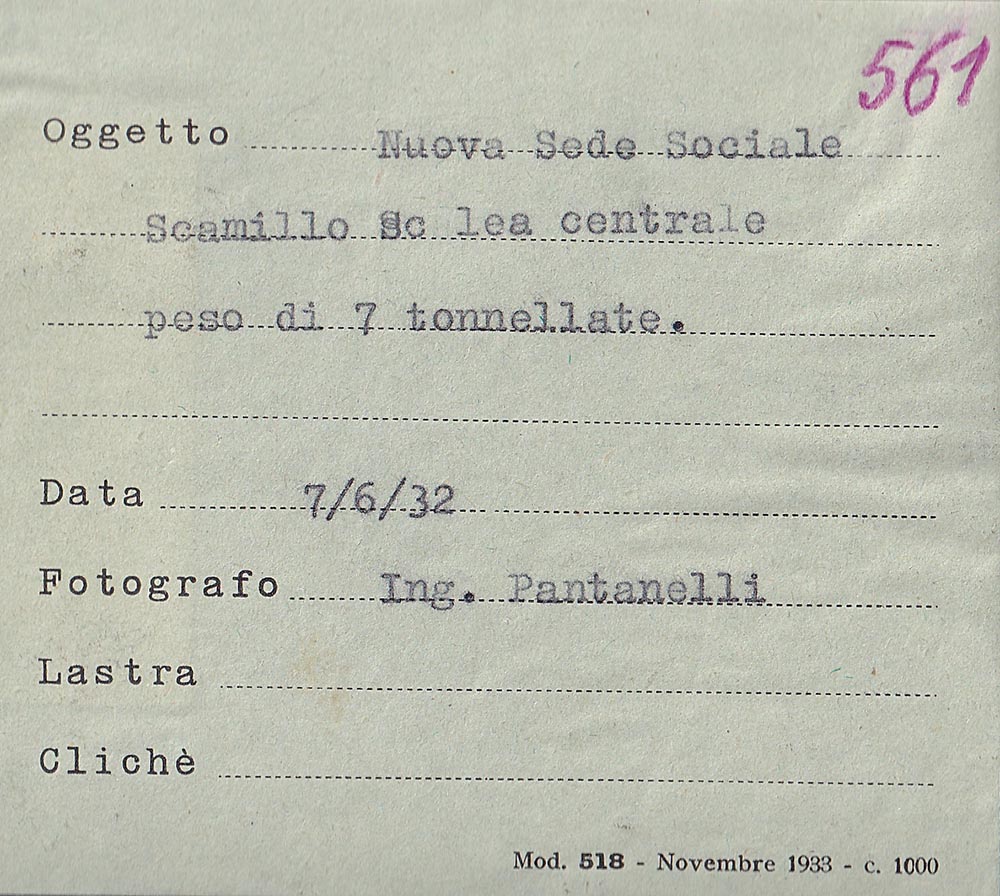 561
Oggetto Nuova Sede Sociale
Scamillo Sc lea centrale
peso di 7 tonnellate.
Data 7/6/32
Fotografo Ing. Pantanelli
Lastra
Clichè
Mod. 518 - Novembre 1933 - c. 1000